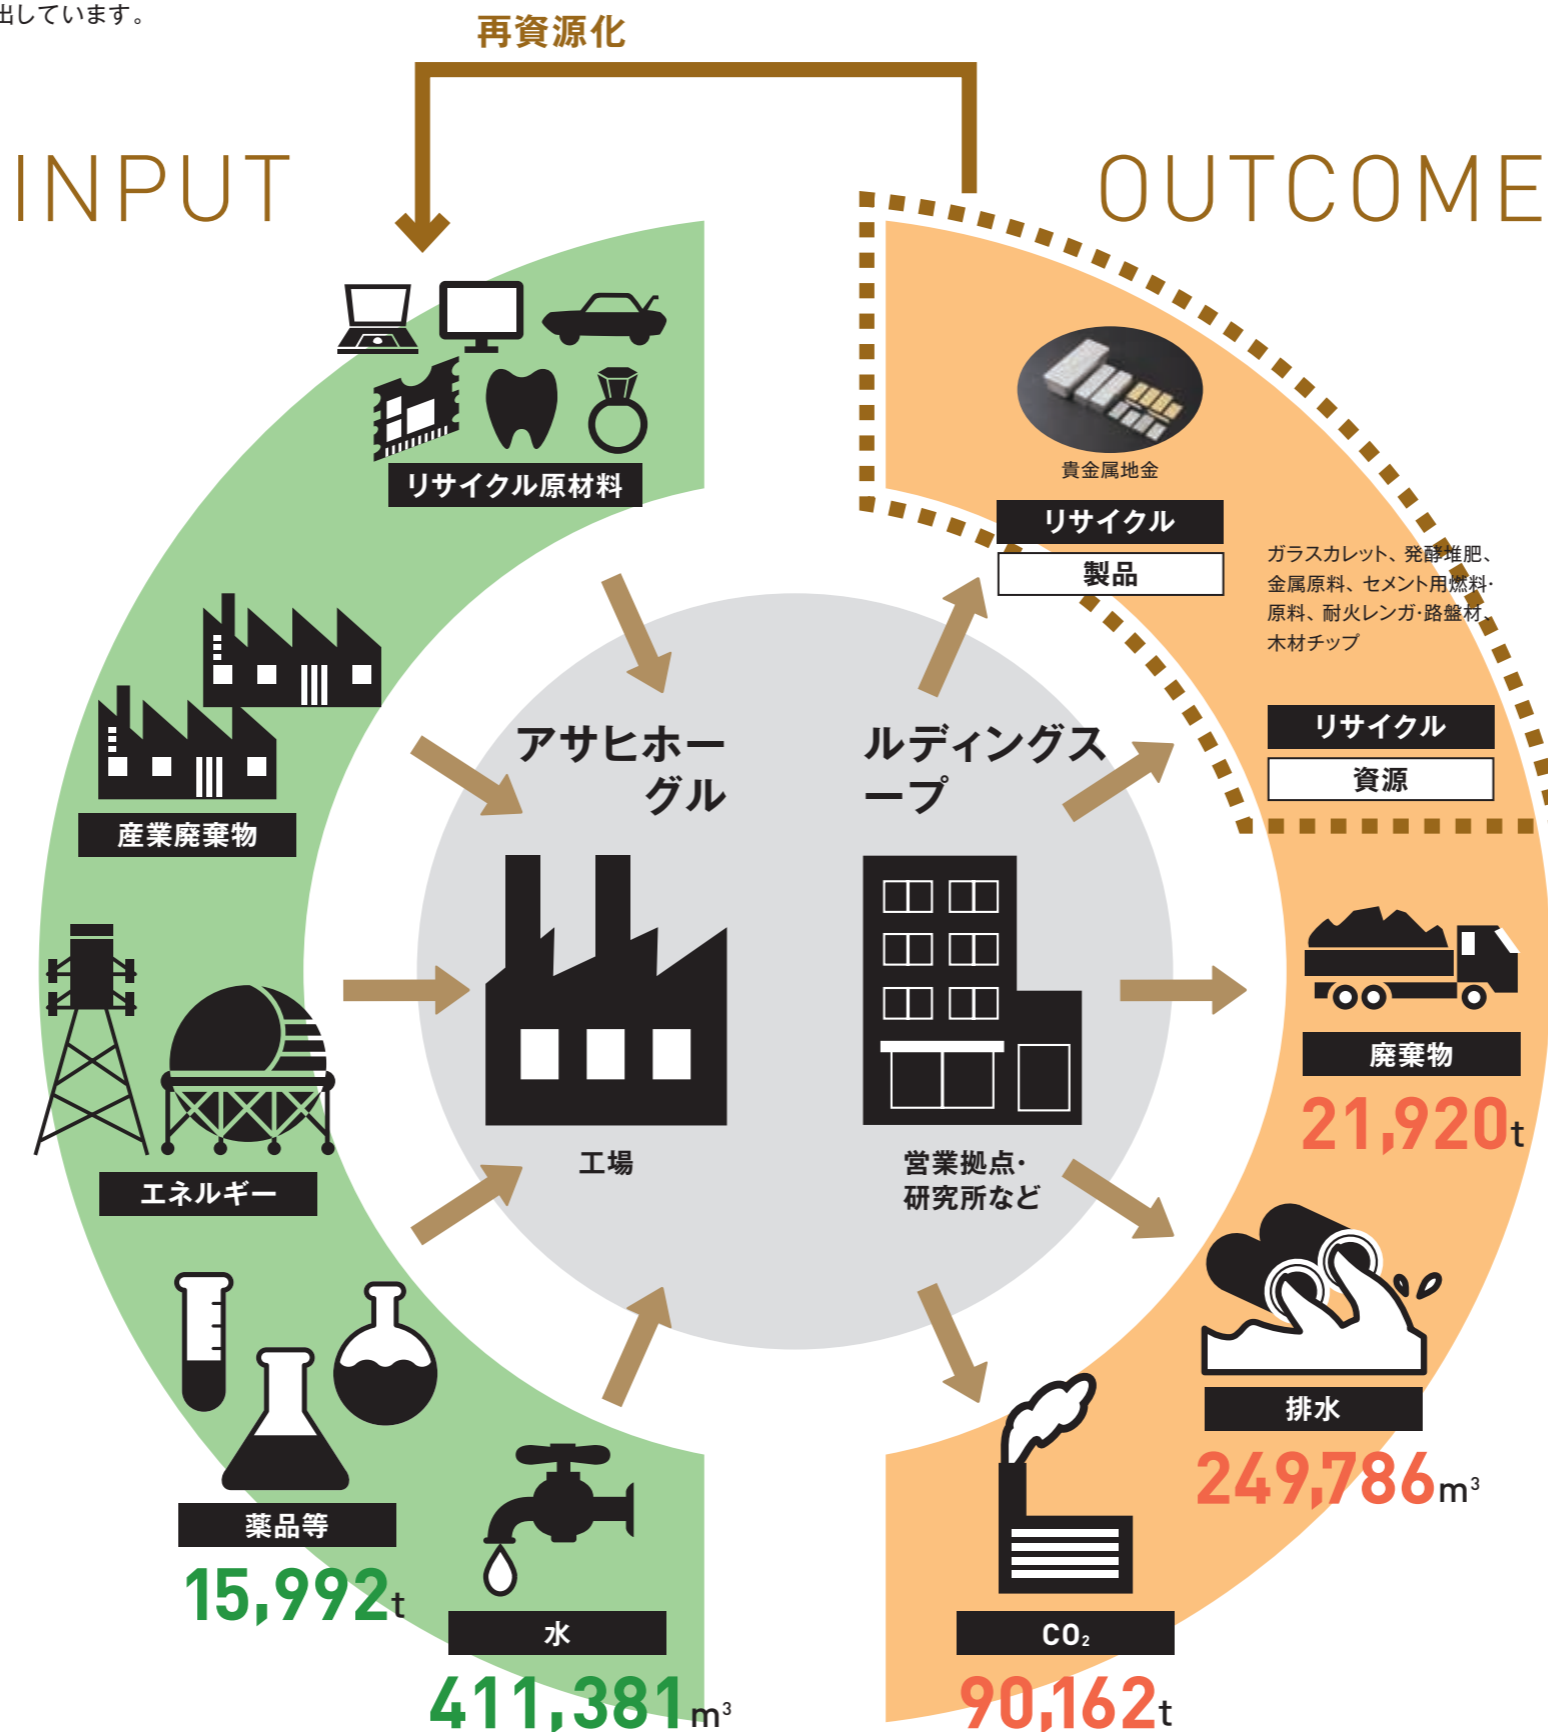 出しています。
再資源化
INPUT
OUTCOME
リサイクル原材料
産業廃棄物
エネルギー
薬品等
15,992t
水
411,381m³
アサヒホールディングス
グループ
工場
営業拠点・
研究所など
貴金属地金
リサイクル
製品
ガラスカレット、発酵堆肥、
金属原料、セメント用燃料・
原料、耐火レンガ・路盤材、
木材チップ
リサイクル
資源
廃棄物
21,920t
排水
249,786m³
CO₂
90,162t